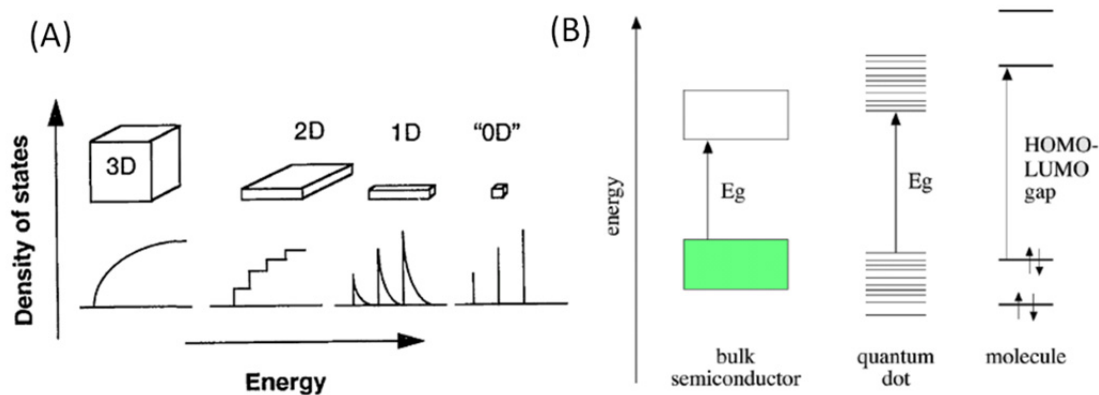 (A)
Density of states
3D
2D
1D
“0D”
Energy
(B)
energy
Eg
bulk
semiconductor
Eg
quantum
dot
HOMO-
LUMO
gap
molecule